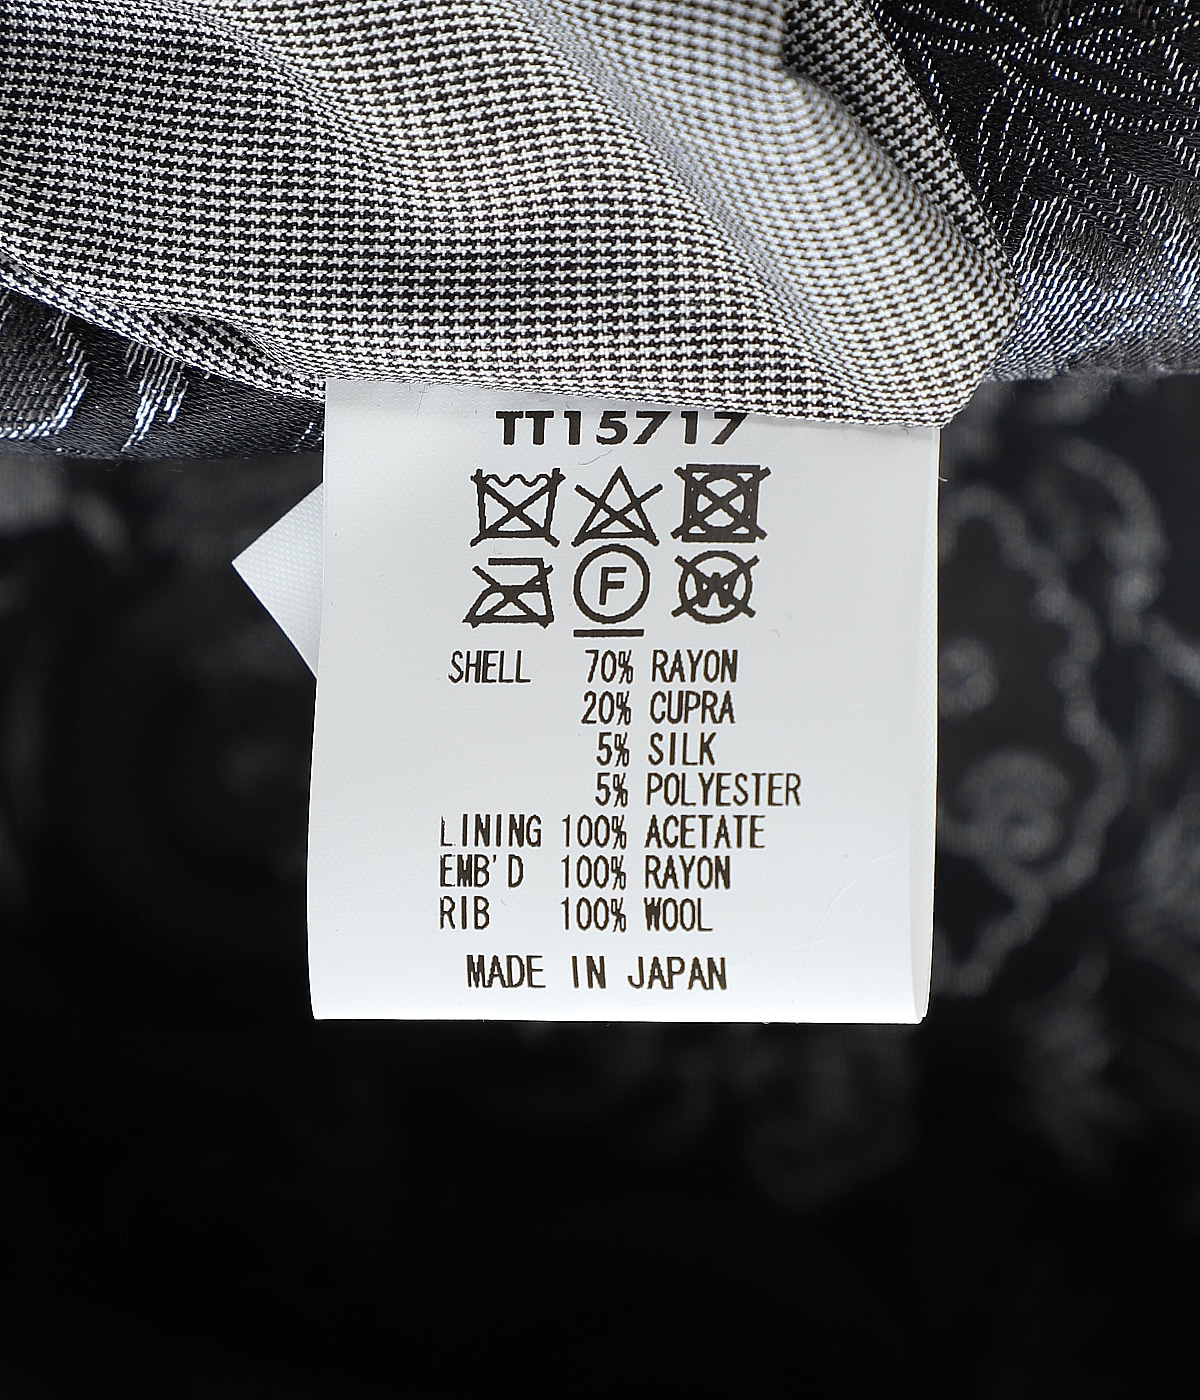 TT15717
F W
SHELL 70% RAYON
20% CUPRA
5% SILK
5% POLYESTER
LINING 100% ACETATE
EMB'D 100% RAYON
RIB 100% WOOL
MADE IN JAPAN